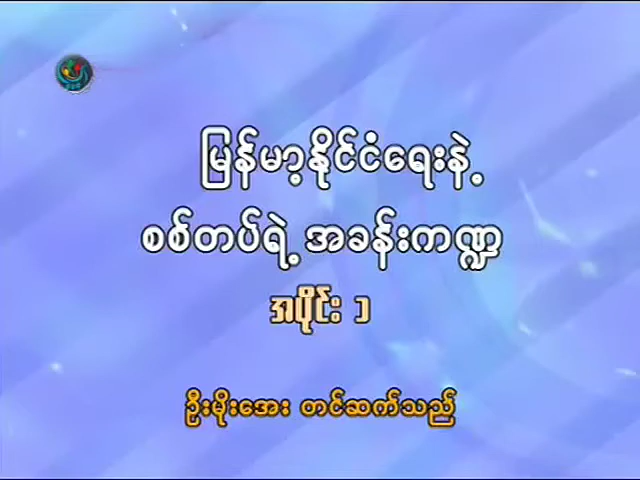 မြန်မာ့နိုင်ငံရေးနဲ့
စစ်တပ်ရဲ့ အခန်းကဏ္ဍ
အပိုင်း ၁
ဦးမိုးအေး တင်ဆက်သည်